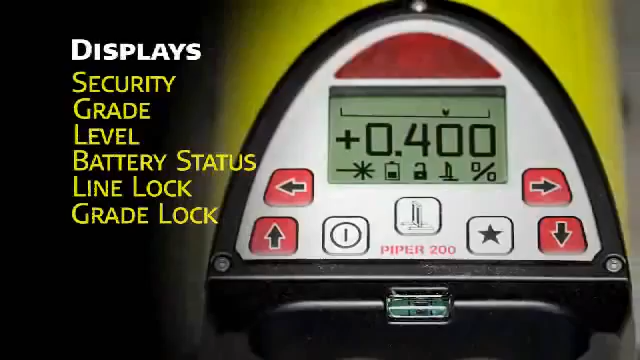 DISPLAYS
SECURITY
GRADE
LEVEL
BATTERY STATUS
LINE LOCK
GRADE LOCK
+0.400
%
PIPER 200